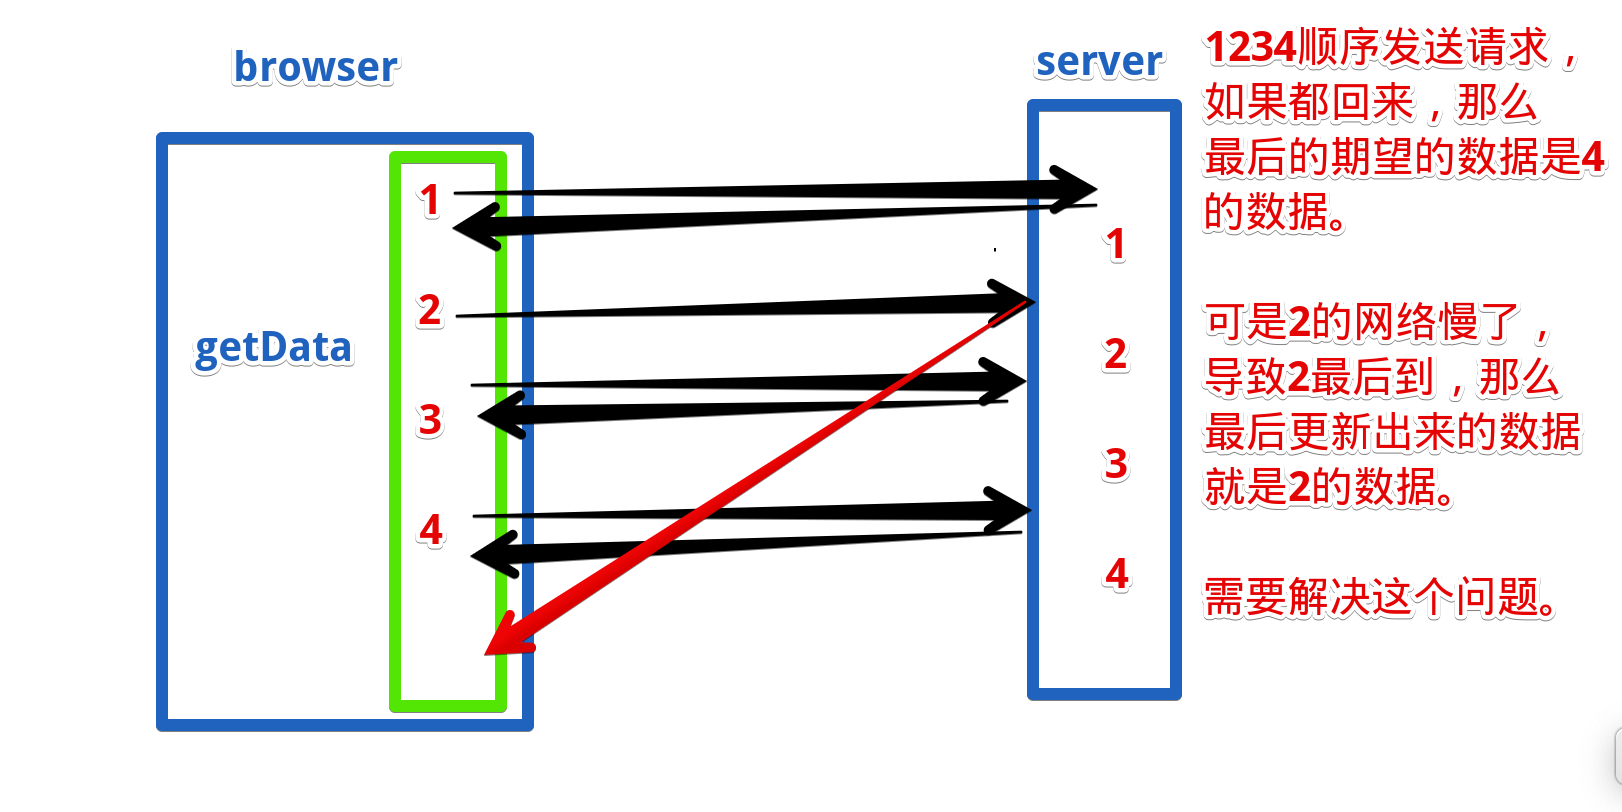 browser
server
getData
1
2
3
4
1
2
3
4
1234顺序发送请求，
如果都回来，那么
最后的期望的数据是4
的数据。
可是2的网络慢了，
导致2最后到，那么
最后更新出来的数据
就是2的数据。
需要解决这个问题。